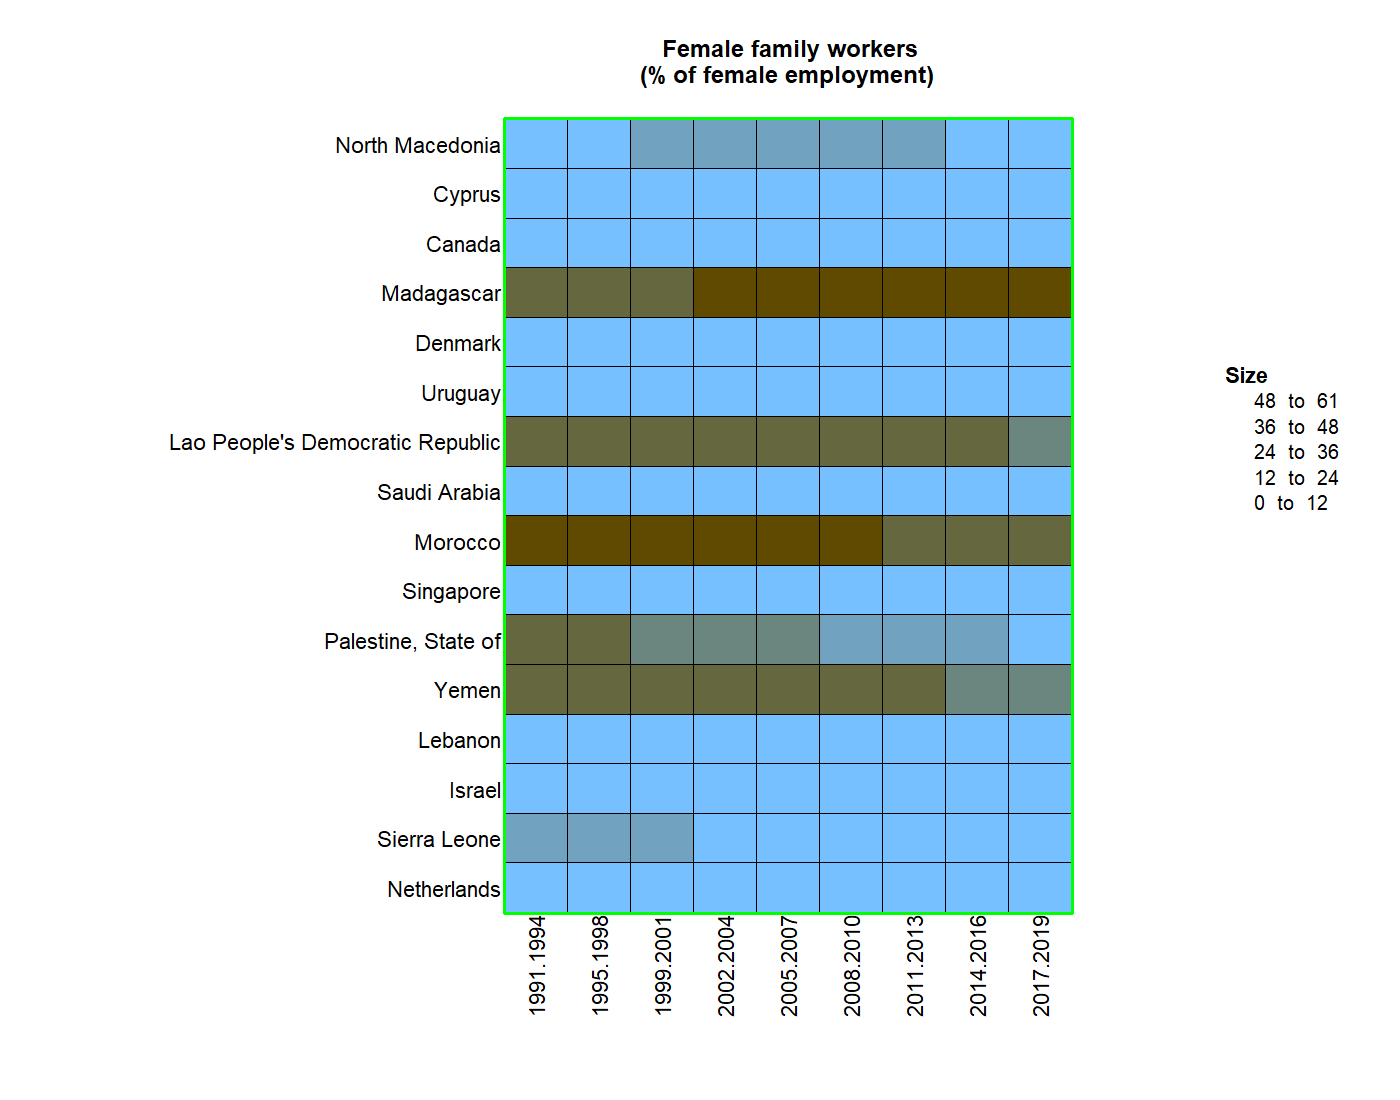 Female family workers
(% of female employment)
North Macedonia
Cyprus
Canada
Madagascar
Denmark
Uruguay
Lao People's Democratic Republic
Saudi Arabia
Morocco
Singapore
Palestine, State of
Yemen
Lebanon
Israel
Sierra Leone
Netherlands
1991.1994
1995.1998
1999.2001
2002.2004
2005.2007
2008.2010
2011.2013
2014.2016
2017.2019
Size
48 to 61
36 to 48
24 to 36
12 to 24
0 to 12